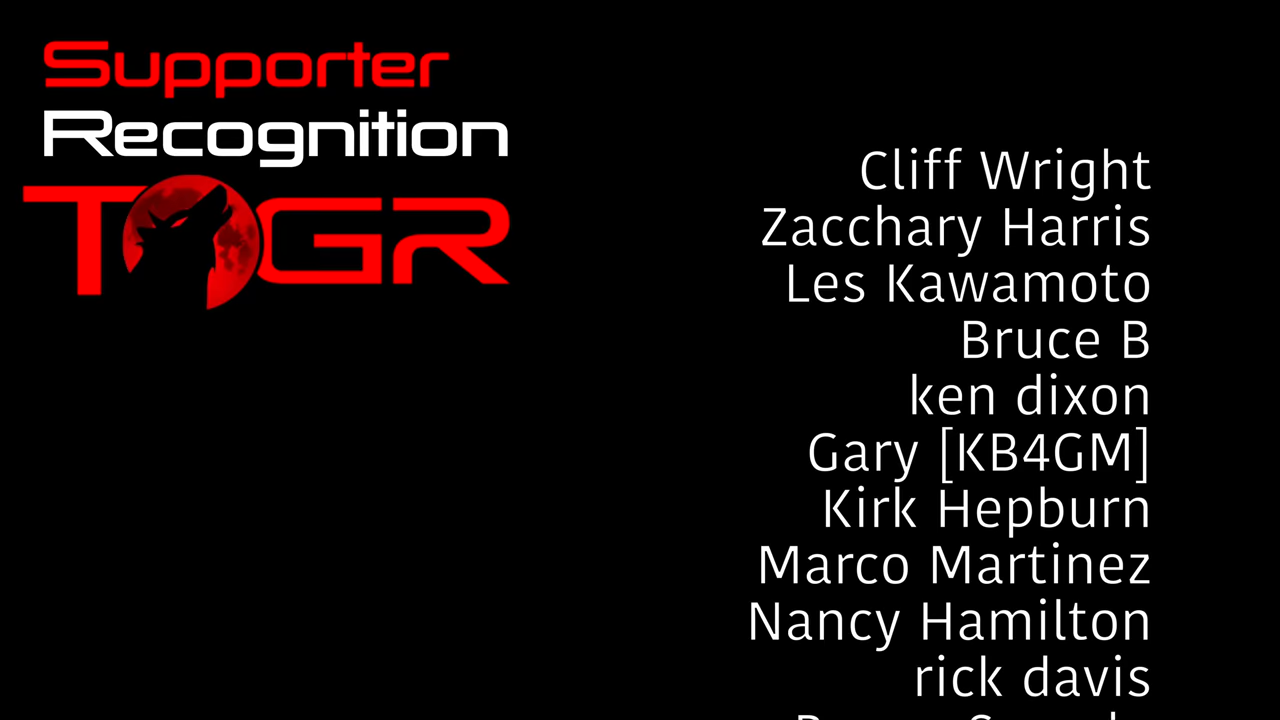 Supporter
Recognition
TOGR
Cliff Wright
Zacchary Harris
Les Kawamoto
Bruce B
ken dixon
Gary [KB4GM]
Kirk Hepburn
Marco Martinez
Nancy Hamilton
rick davis